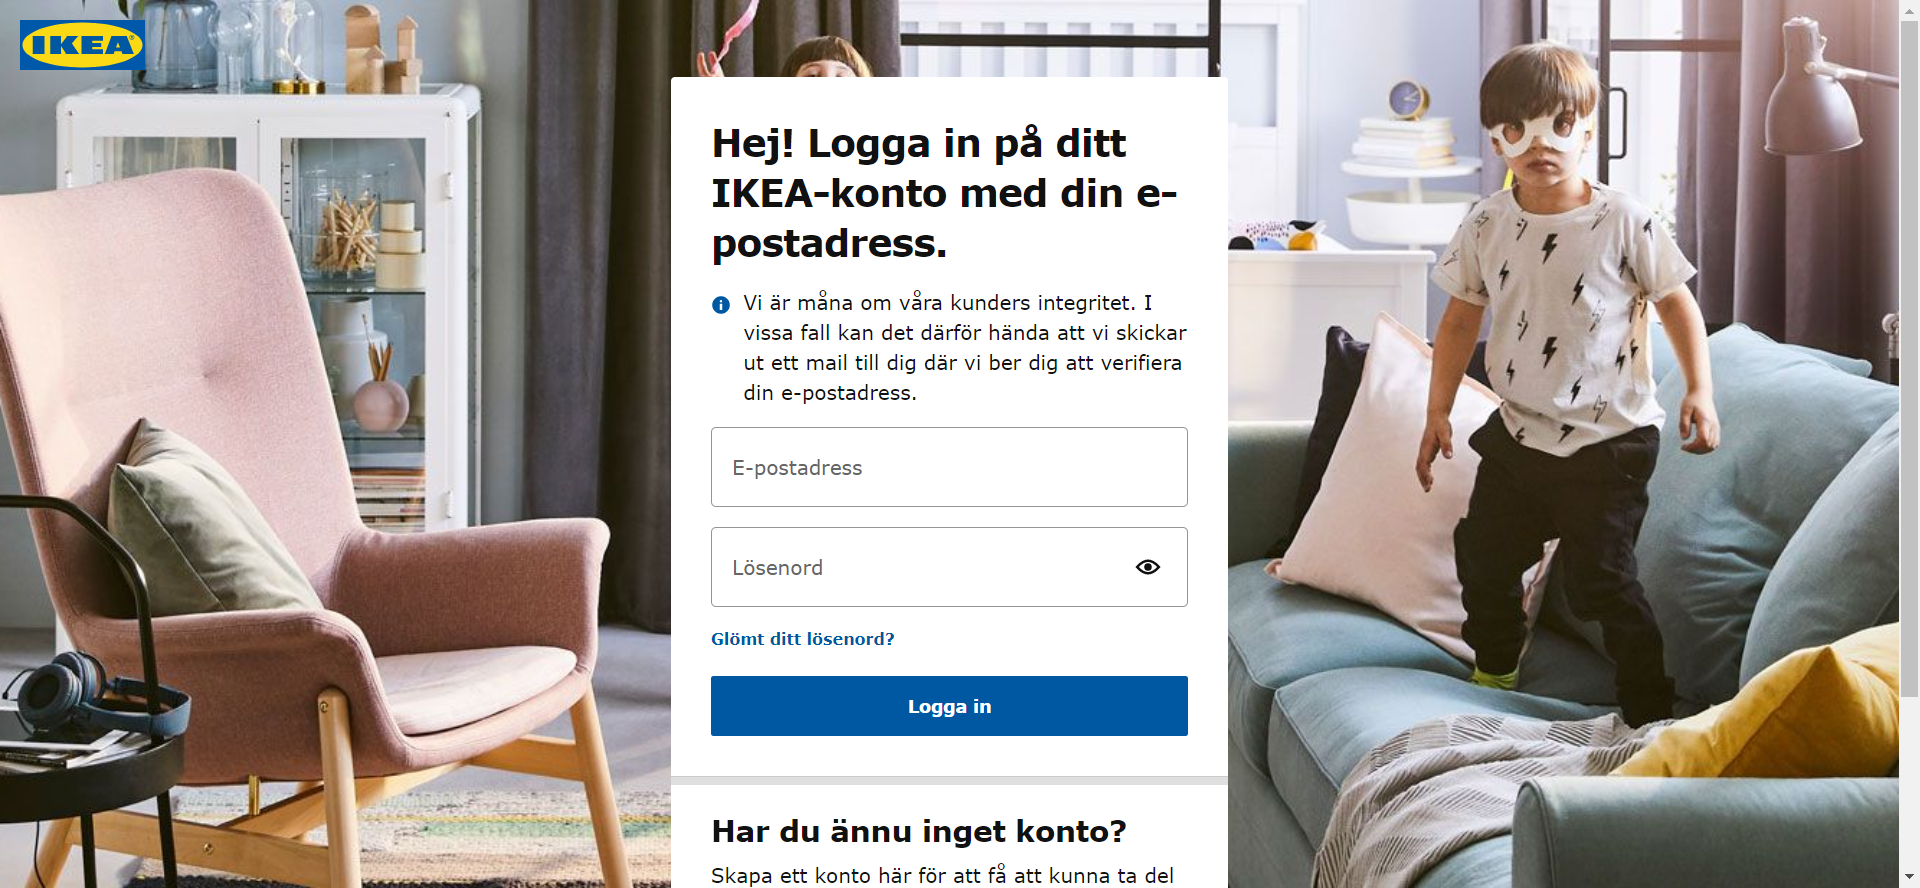 IKEA
Hej! Logga in på ditt
IKEA-konto med din e-
postadress.
Vi är måna om våra kunders integritet. I
vissa fall kan det därför hända att vi skickar
ut ett mail till dig där vi ber dig att verifiera
din e-postadress.
E-postadress
Lösenord
Glömt ditt lösenord?
Logga in
Har du ännu inget konto?
Skapa ett konto här för att få att kunna ta del